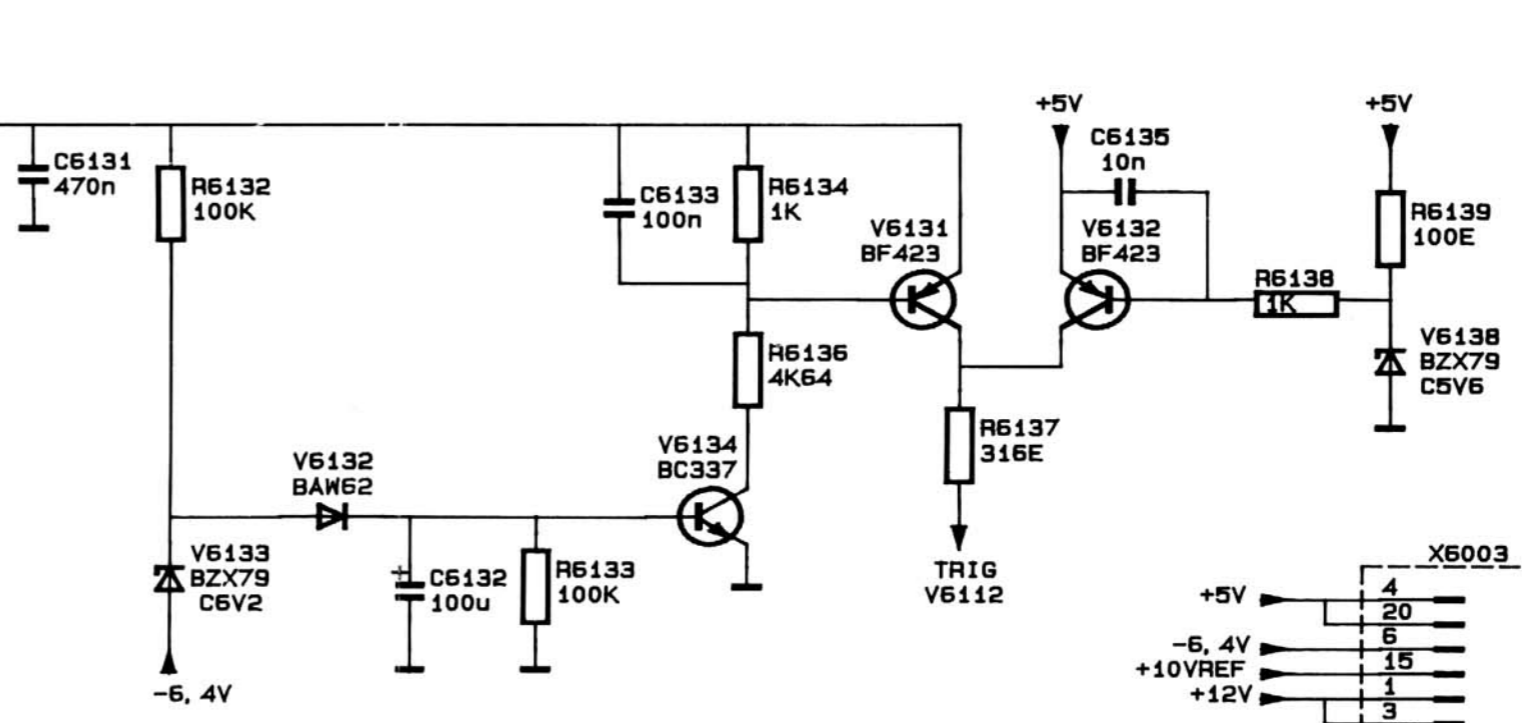 +5V
+5V
C6131
470n
R6132
100K
C6133
100n
R6134
1K
C6135
10n
V6131
BF423
V6132
BF423
R6139
100E
R6138
1K
V6138
BZX79
C5V6
R6136
4K64
R6137
316E
V6134
BC337
V6132
BAW62
V6133
BZX79
C6V2
+
C6132
100u
R6133
100K
TRIG
V6112
-6, 4V
X6003
+5V
4
20
-6, 4V
6
+10VREF
15
+12V
1
3